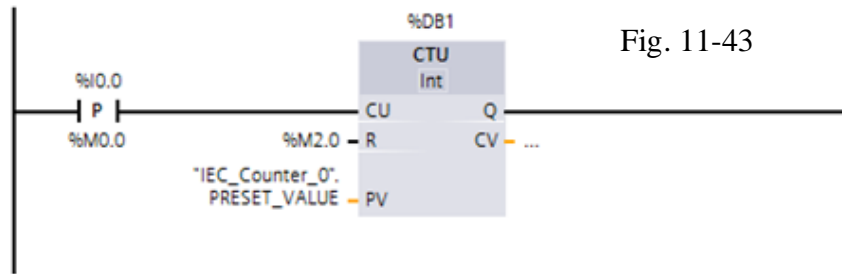 %DB1
Fig. 11-43
CTU
Int
%I0.0
P
CU Q
%M0.0
%M2.0 R CV ...
"IEC_Counter_0".
PRESET_VALUE PV